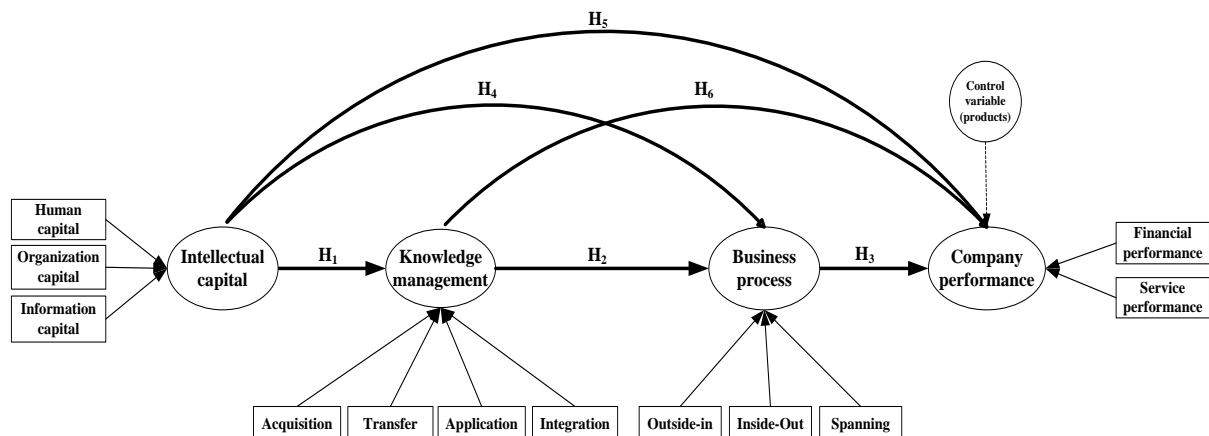 H5
H4
H6
Control
variable
(products)
Human
capital
Organization
capital
Information
capital
Intellectual
capital
H1
Knowledge
management
H2
Business
process
H3
Company
performance
Financial
performance
Service
performance
Acquisition
Transfer
Application
Integration
Outside-in
Inside-Out
Spanning